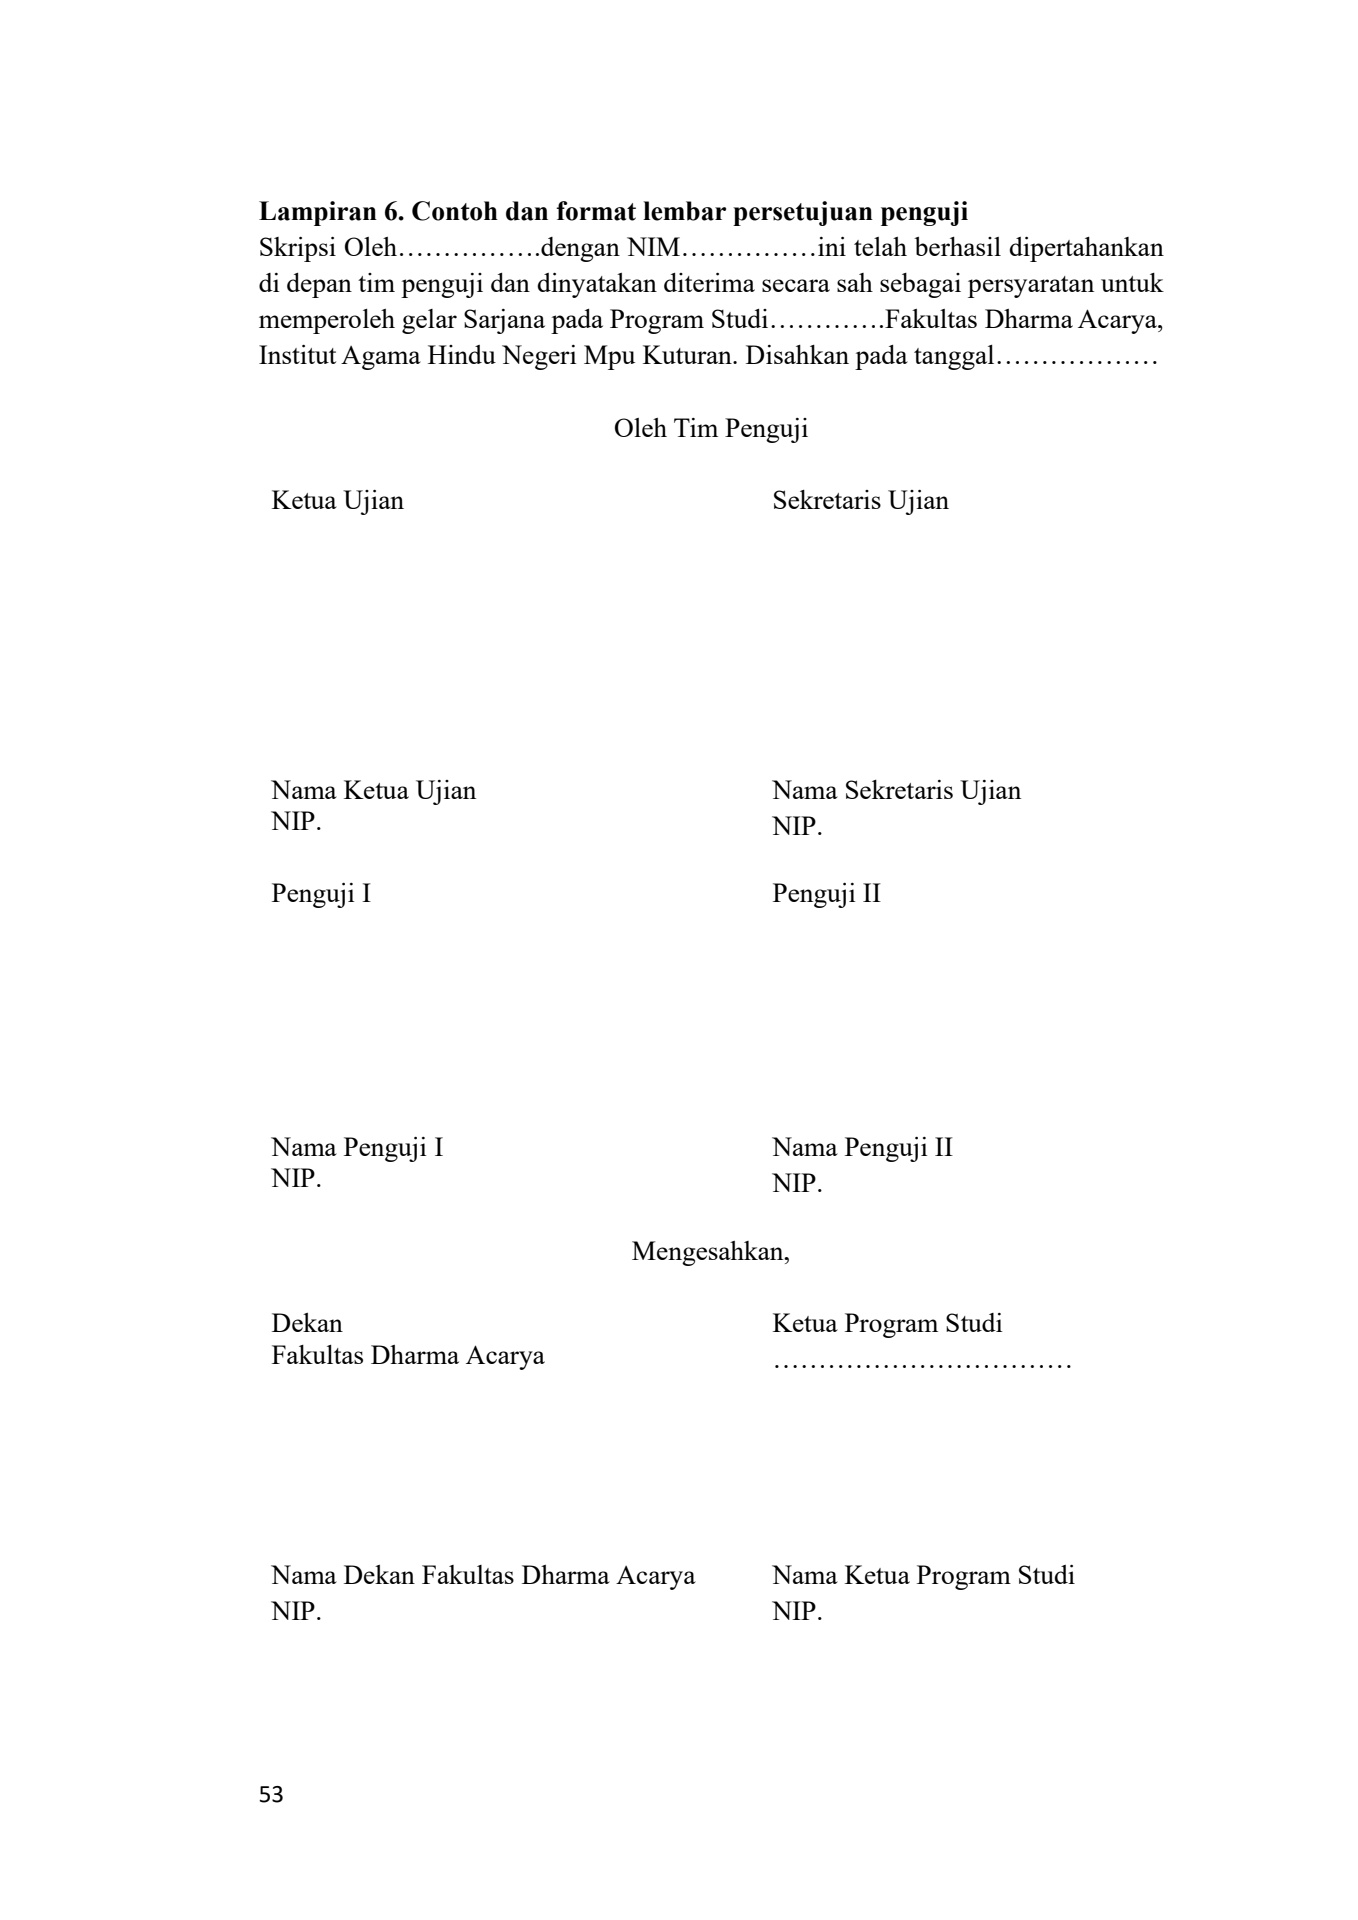 Lampiran 6. Contoh dan format lembar persetujuan penguji
Skripsi Oleh…………….dengan NIM……………ini telah berhasil dipertahankan
di depan tim penguji dan dinyatakan diterima secara sah sebagai persyaratan untuk
memperoleh gelar Sarjana pada Program Studi………….Fakultas Dharma Acarya,
Institut Agama Hindu Negeri Mpu Kuturan. Disahkan pada tanggal………………
Oleh Tim Penguji
Ketua Ujian
Sekretaris Ujian
Nama Ketua Ujian
NIP.
Nama Sekretaris Ujian
NIP.
Penguji I
Penguji II
Nama Penguji I
NIP.
Nama Penguji II
NIP.
Mengesahkan,
Dekan
Fakultas Dharma Acarya
Ketua Program Studi
……………………………
Nama Dekan Fakultas Dharma Acarya
NIP.
Nama Ketua Program Studi
NIP.
53